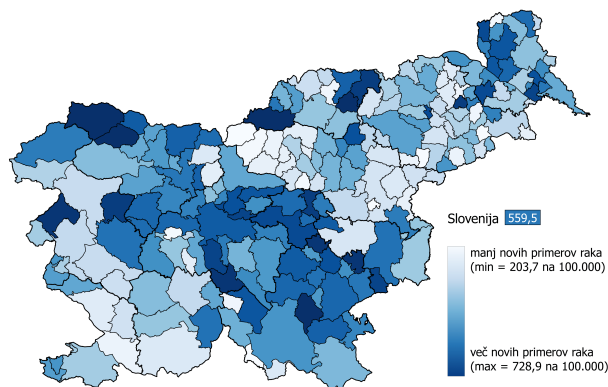 Slovenija 559,5
manj novih primerov raka
(min = 203,7 na 100.000)
več novih primerov raka
(max = 728,9 na 100.000)